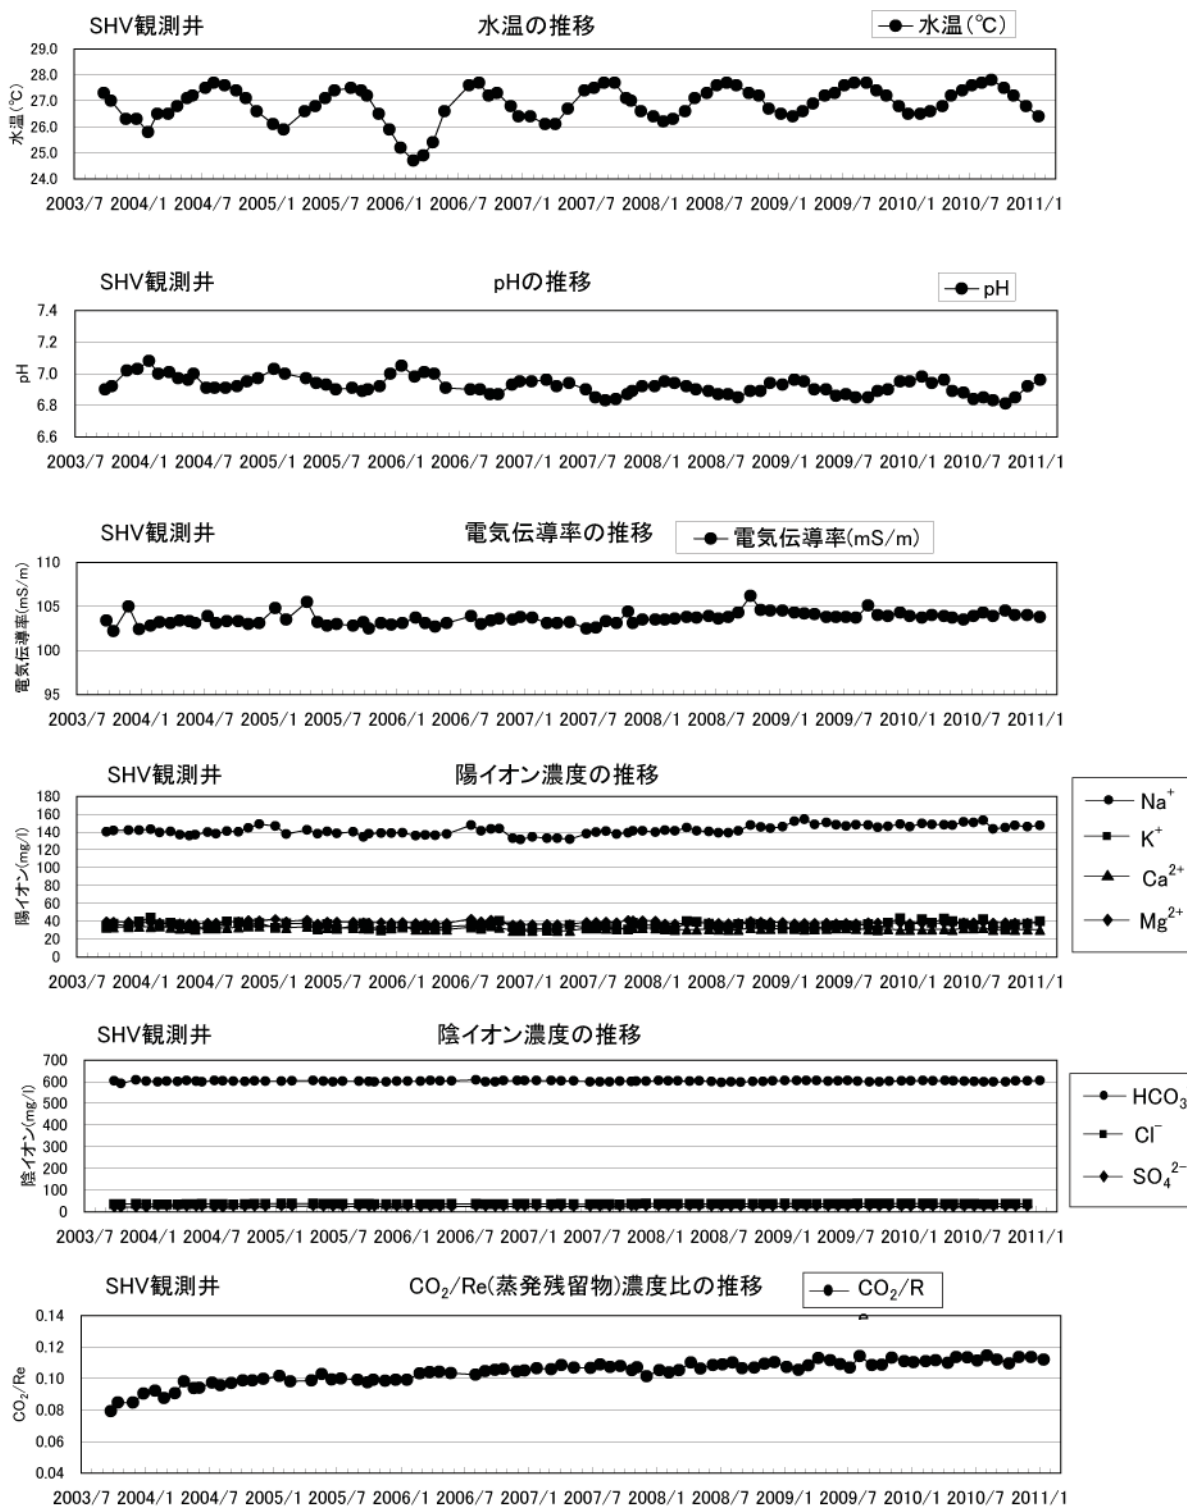 SHV観測井 水温の推移 水温(℃)
29.0
28.0
27.0
26.0
25.0
24.0
水温(℃)
2003/7 2004/1 2004/7 2005/1 2005/7 2006/1 2006/7 2007/1 2007/7 2008/1 2008/7 2009/1 2009/7 2010/1 2010/7 2011/1
SHV観測井 pHの推移 pH
7.4
7.2
7.0
6.8
6.6
pH
2003/7 2004/1 2004/7 2005/1 2005/7 2006/1 2006/7 2007/1 2007/7 2008/1 2008/7 2009/1 2009/7 2010/1 2010/7 2011/1
SHV観測井 電気伝導率の推移 電気伝導率(mS/m)
110
105
100
95
電気伝導率(mS/m)
2003/7 2004/1 2004/7 2005/1 2005/7 2006/1 2006/7 2007/1 2007/7 2008/1 2008/7 2009/1 2009/7 2010/1 2010/7 2011/1
SHV観測井 陽イオン濃度の推移
180
160
140
120
100
80
60
40
20
0
陽イオン(mg/l)
Na⁺
K⁺
Ca²⁺
Mg²⁺
2003/7 2004/1 2004/7 2005/1 2005/7 2006/1 2006/7 2007/1 2007/7 2008/1 2008/7 2009/1 2009/7 2010/1 2010/7 2011/1
SHV観測井 陰イオン濃度の推移
700
600
500
400
300
200
100
0
陰イオン(mg/l)
HCO₃
Cl⁻
SO₄²⁻
2003/7 2004/1 2004/7 2005/1 2005/7 2006/1 2006/7 2007/1 2007/7 2008/1 2008/7 2009/1 2009/7 2010/1 2010/7 2011/1
SHV観測井 CO₂/Re(蒸発残留物)濃度比の推移 CO₂/R
0.14
0.12
0.10
0.08
0.06
0.04
CO₂/Re
2003/7 2004/1 2004/7 2005/1 2005/7 2006/1 2006/7 2007/1 2007/7 2008/1 2008/7 2009/1 2009/7 2010/1 2010/7 2011/1